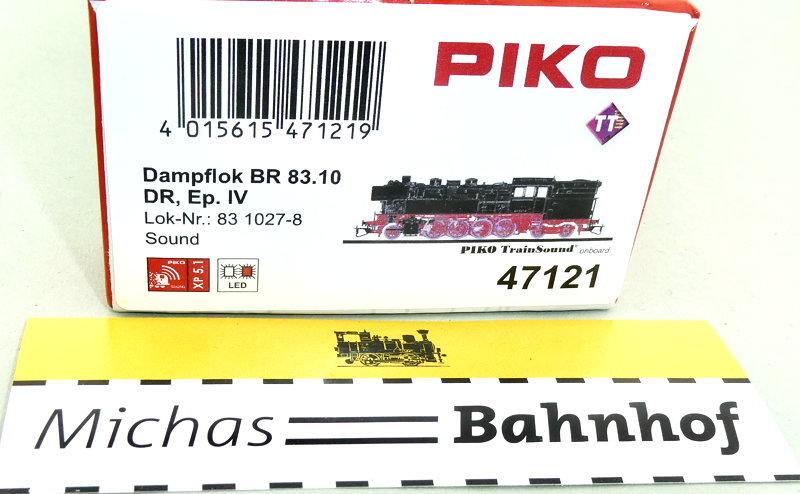 PIKO
4 015615 471219
TT
Dampflok BR 83.10
DR, Ep. IV
Lok-Nr.: 83 1027-8
Sound
PIKO TrainSound® onboard
PIKO
XP 5.1
LED
47121
Michas Bahnhof